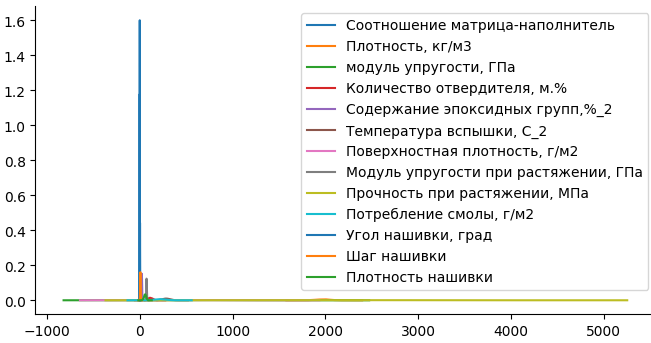 1.6
1.4
1.2
1.0
0.8
0.6
0.4
0.2
0.0
−1000 0 1000 2000 3000 4000 5000
Соотношение матрица-наполнитель
Плотность, кг/м3
модуль упругости, ГПа
Количество отвердителя, м.%
Содержание эпоксидных групп,%_2
Температура вспышки, С_2
Поверхностная плотность, г/м2
Модуль упругости при растяжении, ГПа
Прочность при растяжении, МПа
Потребление смолы, г/м2
Угол нашивки, град
Шаг нашивки
Плотность нашивки